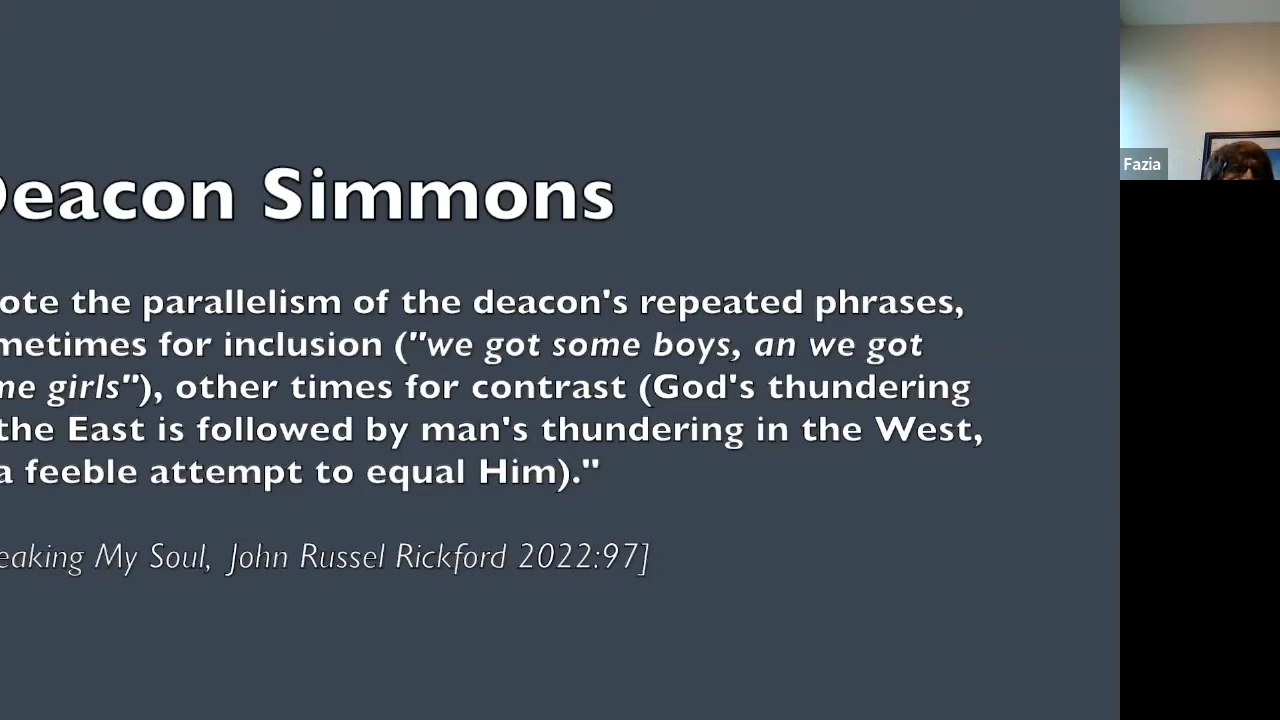 Deacon Simmons
ote the parallelism of the deacon's repeated phrases,
metimes for inclusion ("we got some boys, an we got
me girls"), other times for contrast (God's thundering
the East is followed by man's thundering in the West,
a feeble attempt to equal Him)."
eaking My Soul, John Russel Rickford 2022:97]
Fazia